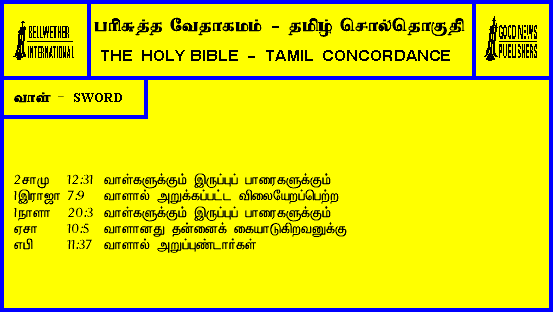 BELLWETHER
INTERNATIONAL
பரிசுத்த வேதாகமம் - தமிழ் சொல்தொகுதி
THE HOLY BIBLE - TAMIL CONCORDANCE
GOOD NEWS
PUBLISHERS
வாள் - SWORD
2சாமு 12:31 வாள்களுக்கும் இருப்புப் பாரைகளுக்கும்
1இராஜா 7:9 வாளால் அறுக்கப்பட்ட விலையேறப்பெற்ற
1நாளா 20:3 வாள்களுக்கும் இருப்புப் பாரைகளுக்கும்
ஏசா 10:5 வாளானது தன்னைக் கையாடுகிறவனுக்கு
எபி 11:37 வாளால் அறுப்புண்டார்கள்